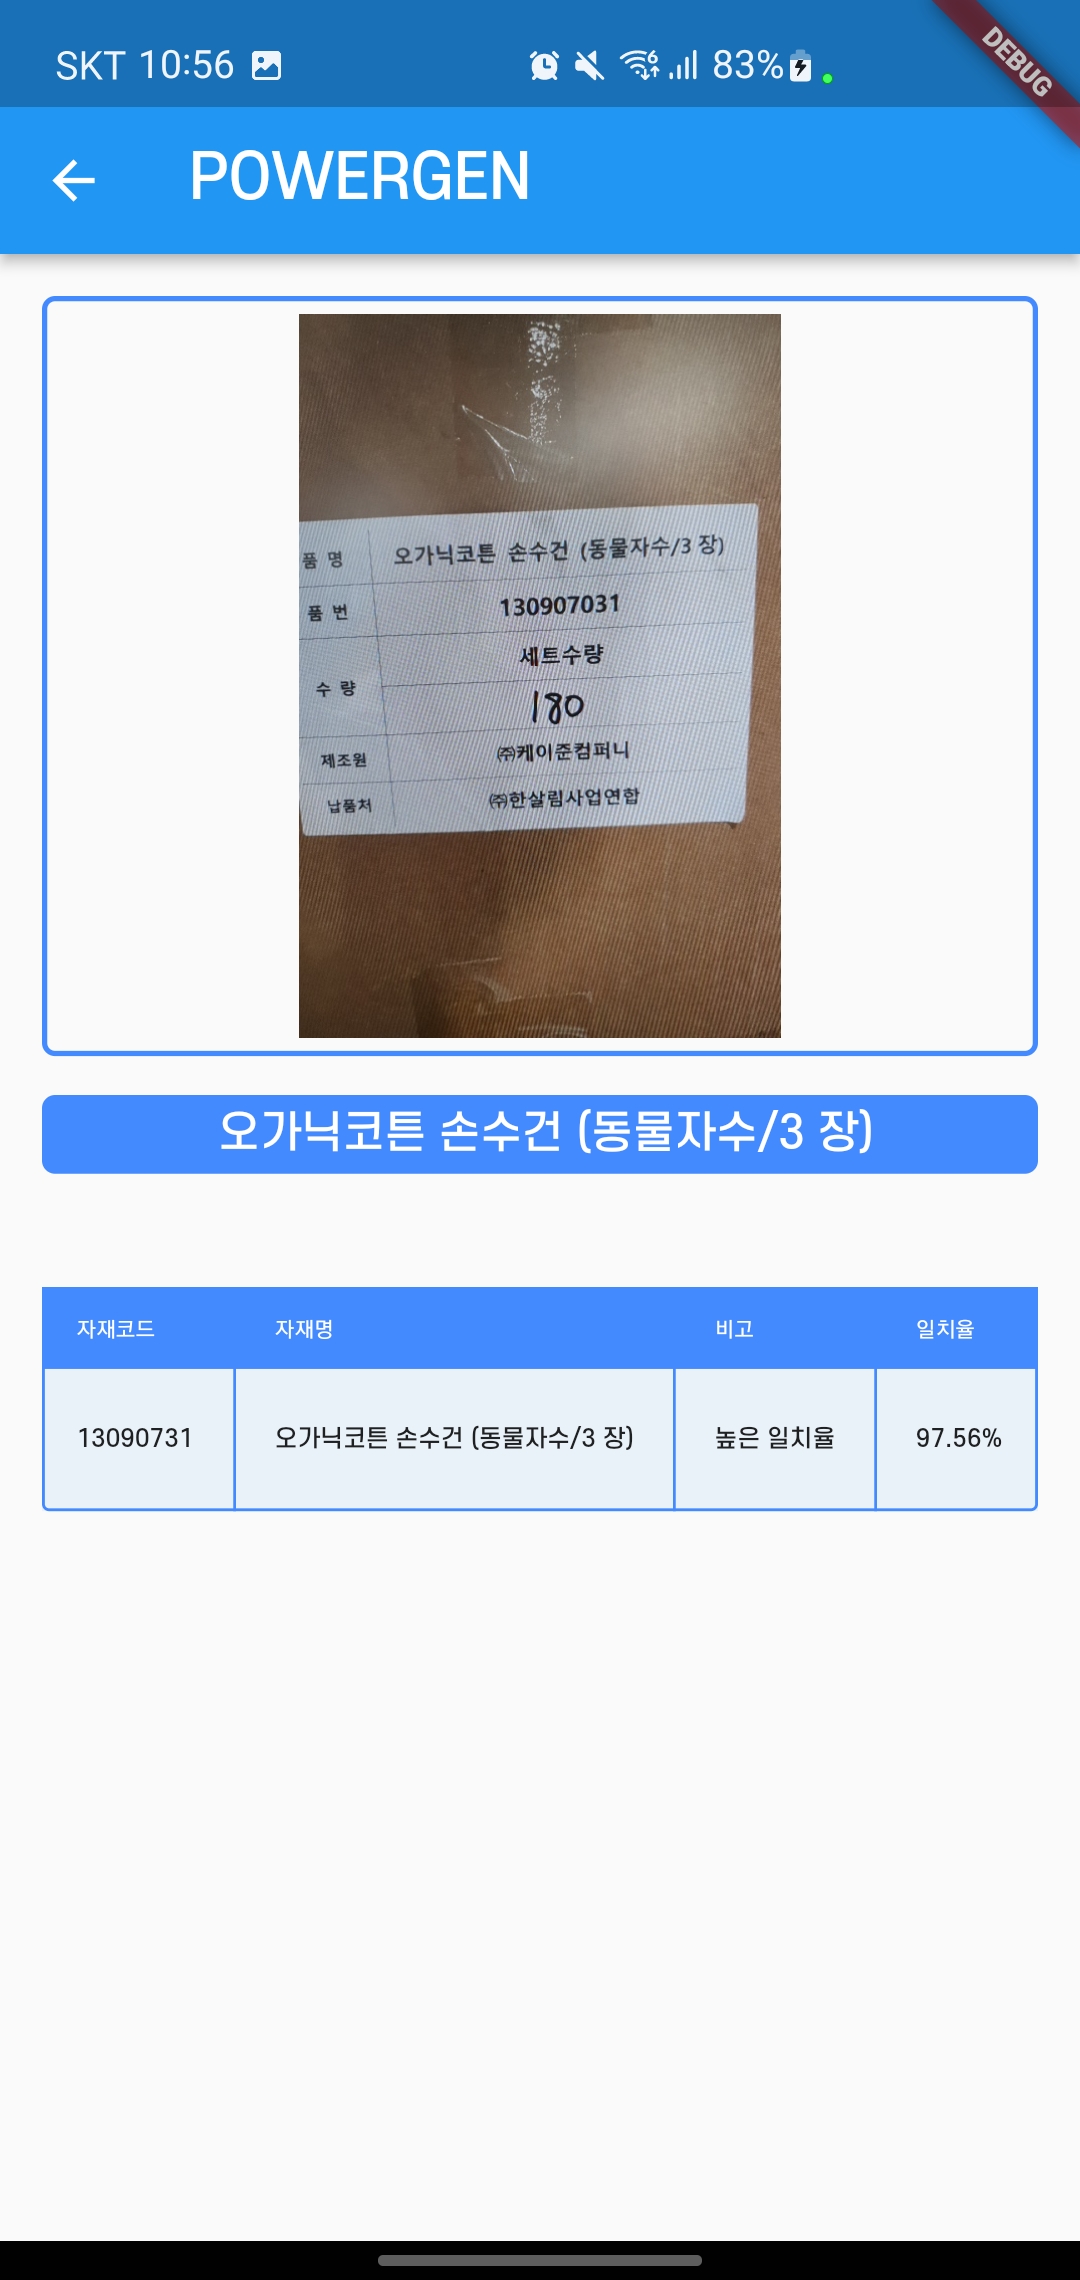 SKT 10:56
83%
DEBUG
POWERGEN
품 명 오가닉코튼 손수건 (동물자수/3 장)
품 번 130907031
수 량 세트수량
180
제조원 ㈜케이준컴퍼니
납품처 ㈜한살림사업연합
오가닉코튼 손수건 (동물자수/3 장)
자재코드 자재명 비고 일치율
13090731 오가닉코튼 손수건 (동물자수/3 장) 높은 일치율 97.56%